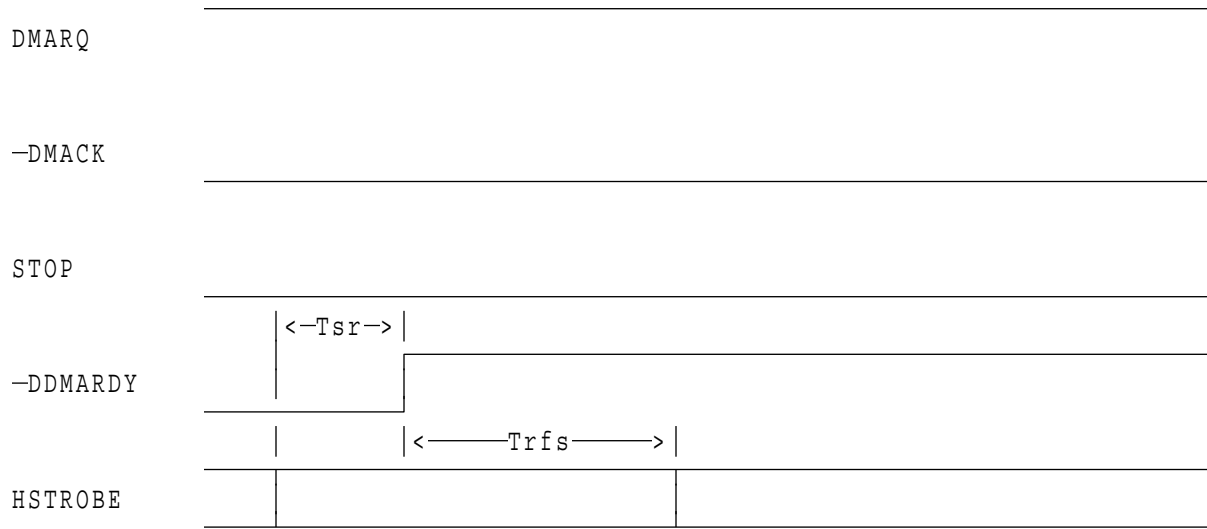 DMARQ
—DMACK
STOP
|<—Tsr—>|
—DDMARDY
|<———Trfs———>|
HSTROBE